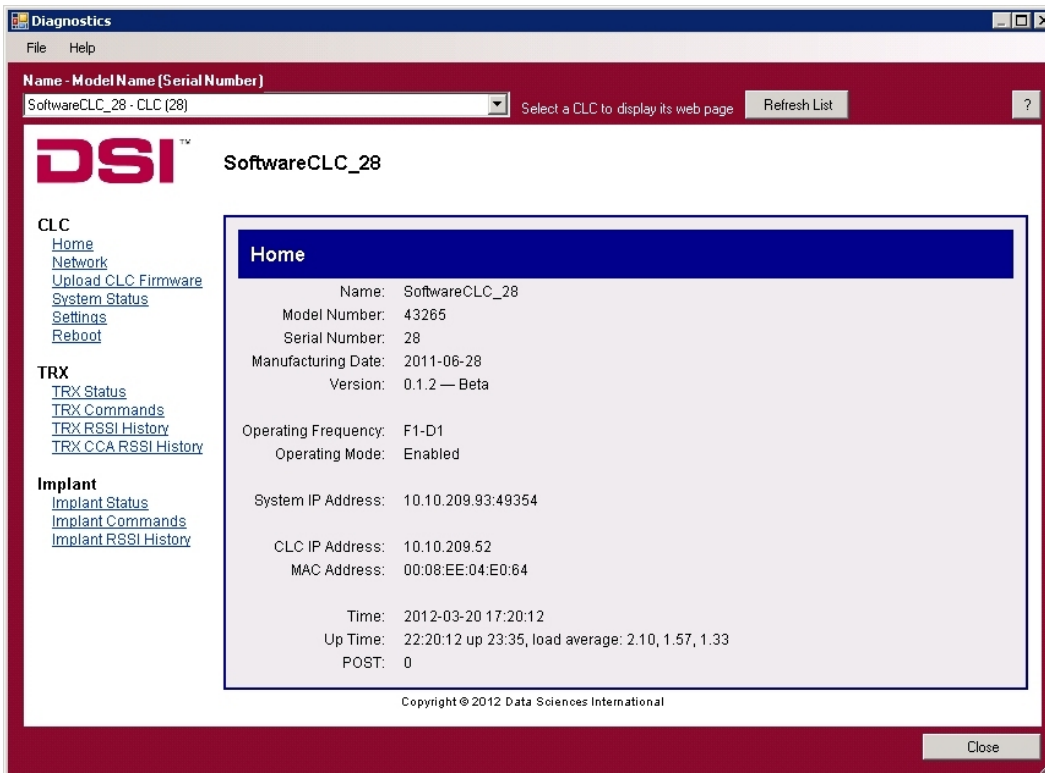 Diagnostics
File Help
Name - Model Name (Serial Number)
SoftwareCLC_28 - CLC (28) Select a CLC to display its web page Refresh List ?
DSI™
SoftwareCLC_28
CLC
Home
Network
Upload CLC Firmware
System Status
Settings
Reboot
TRX
TRX Status
TRX Commands
TRX RSSI History
TRX CCA RSSI History
Implant
Implant Status
Implant Commands
Implant RSSI History
Home
Name: SoftwareCLC_28
Model Number: 43265
Serial Number: 28
Manufacturing Date: 2011-06-28
Version: 0.1.2 — Beta
Operating Frequency: F1-D1
Operating Mode: Enabled
System IP Address: 10.10.209.93:49354
CLC IP Address: 10.10.209.52
MAC Address: 00:08:EE:04:E0:64
Time: 2012-03-20 17:20:12
Up Time: 22:20:12 up 23:35, load average: 2.10, 1.57, 1.33
POST: 0
Copyright © 2012 Data Sciences International
Close